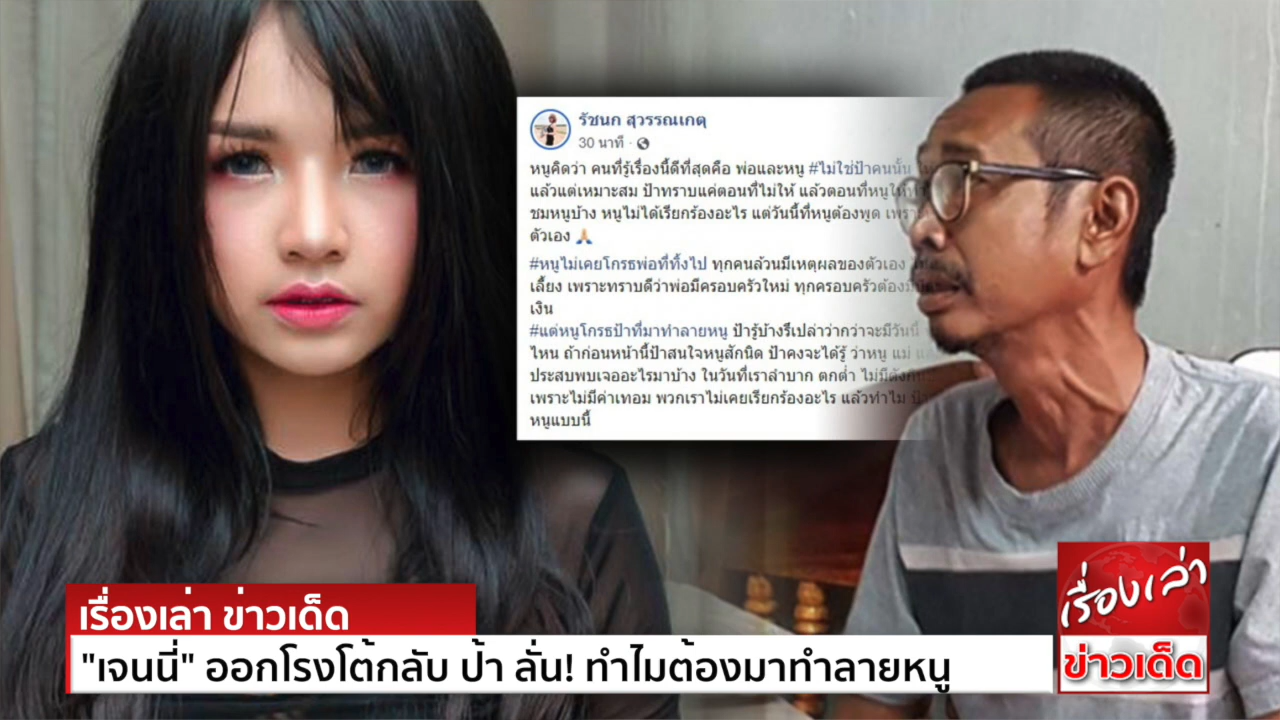 รัชนก สุวรรณเกตุ
30 นาที ·
หนูคิดว่า คนที่รู้เรื่องนี้ดีที่สุดคือ พ่อและหนู #ไม่ใช่ป้าคนนั้น
แล้วแต่เหมาะสม ป้าทราบแค่ตอนที่ไม่ให้ แล้วตอนที่หนูให้
ชมหนูบ้าง หนูไม่ได้เรียกร้องอะไร แต่วันนี้ที่หนูต้องพูด
ตัวเอง 🙏
#หนูไม่เคยโกรธพ่อที่ทิ้งไป ทุกคนล้วนมีเหตุผลของตัวเอง
เลี้ยง เพราะทราบดีว่าพ่อมีครอบครัวใหม่ ทุกครอบครัวต้อง
เงิน
#แต่หนูโกรธป้าที่มาทำลายหนู ป้ารู้บ้างรึเปล่าว่ากว่าจะมีวันนี้
ไหน ถ้าก่อนหน้านี้ป้าสนใจหนูสักนิด ป้าคงจะได้รู้ ว่าหนู แม่
ประสบพบเจออะไรมาบ้าง ในวันที่เราลำบาก ตกต่ำ
เพราะไม่มีค่าเทอม พวกเราไม่เคยเรียกร้องอะไร แล้วทำไม
หนูแบบนี้
เรื่องเล่า ข่าวเด็ด
"เจนนี่" ออกโรงโต้กลับ ป้า ลั่น! ทำไมต้องมาทำลายหนู
เรื่องเล่า
ข่าวเด็ด